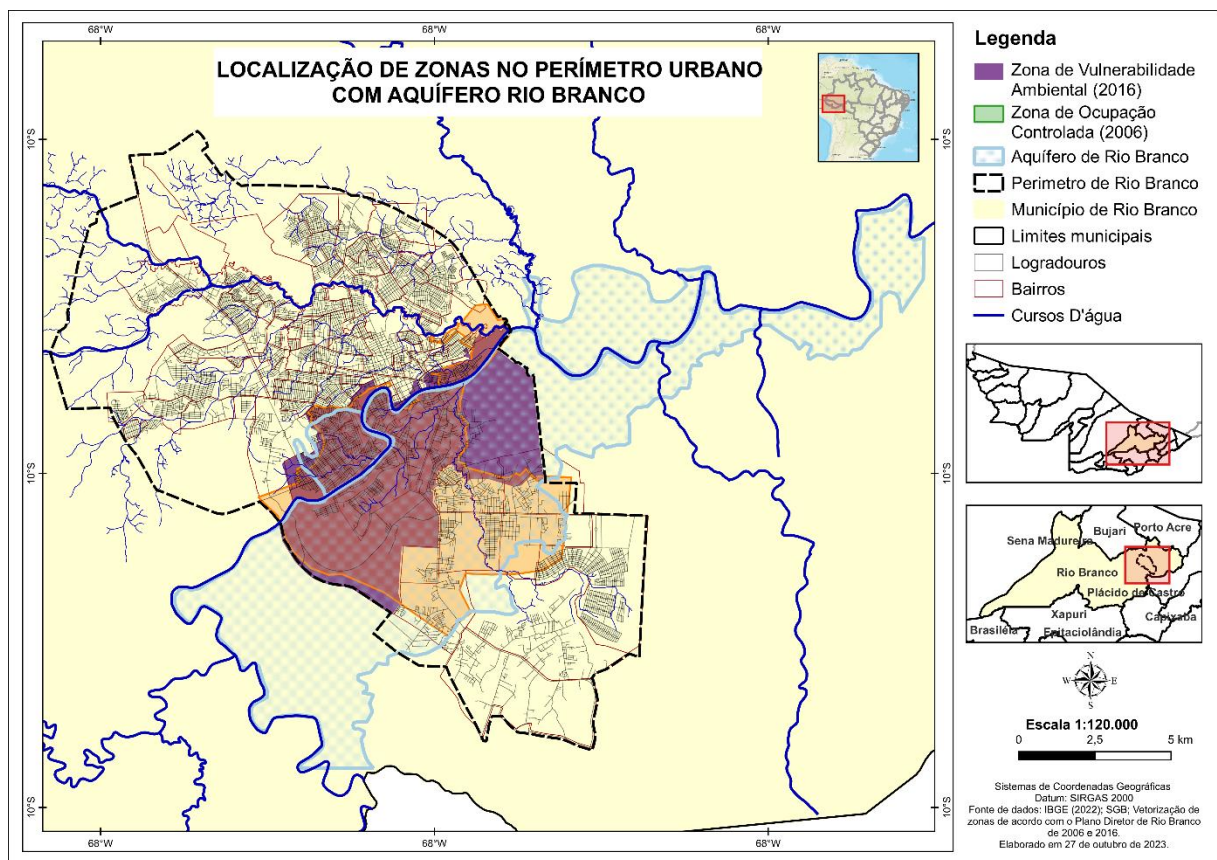 68°W
68°W
68°W
LOCALIZAÇÃO DE ZONAS NO PERÍMETRO URBANO
COM AQUÍFERO RIO BRANCO
10°S
10°S
10°S
10°S
10°S
10°S
68°W
68°W
68°W
Legenda
Zona de Vulnerabilidade
Ambiental (2016)
Zona de Ocupação
Controlada (2006)
Aquífero de Rio Branco
Perimetro de Rio Branco
Município de Rio Branco
Limites municipais
Logradouros
Bairros
Cursos D'água
Bujari
Porto Acre
Sena Madureira
Rio Branco
Plácido de Castro
Xapuri
Capixaba
Brasiléia
Epitaciolândia
N
W
E
S
Escala 1:120.000
0 2,5 5 km
Sistemas de Coordenadas Geográficas
Datum: SIRGAS 2000
Fonte de dados: IBGE (2022); SGB; Vetorização de
zonas de acordo com o Plano Diretor de Rio Branco
de 2006 e 2016.
Elaborado em 27 de outubro de 2023.